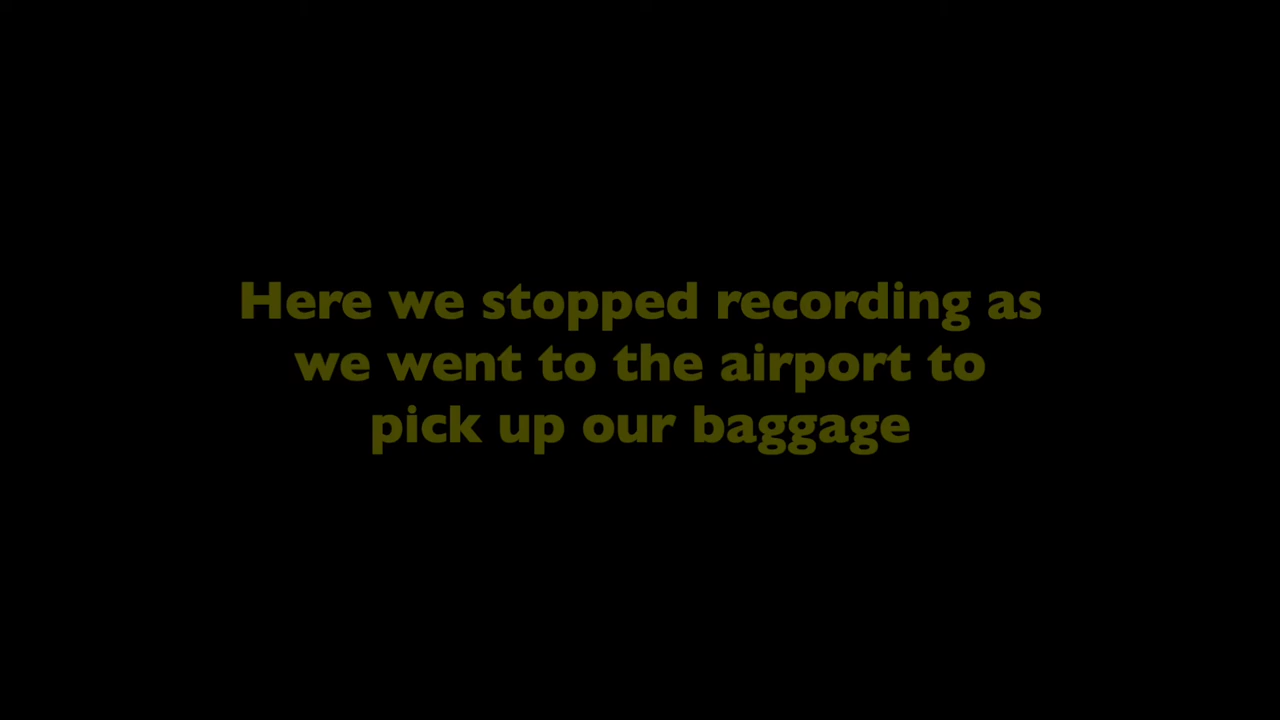 Here we stopped recording as
we went to the airport to
pick up our baggage